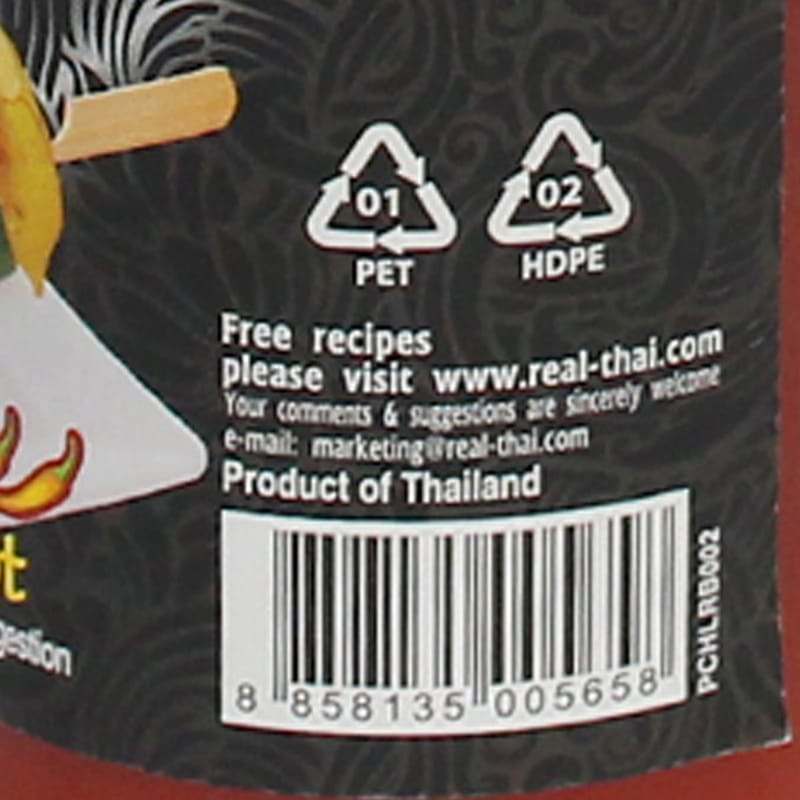 01
PET
02
HDPE
Free recipes
please visit www.real-thai.com
Your comments & suggestions are sincerely welcome
e-mail: marketing@real-thai.com
Product of Thailand
8 858135 005658
PCHLRB002
t
gestion